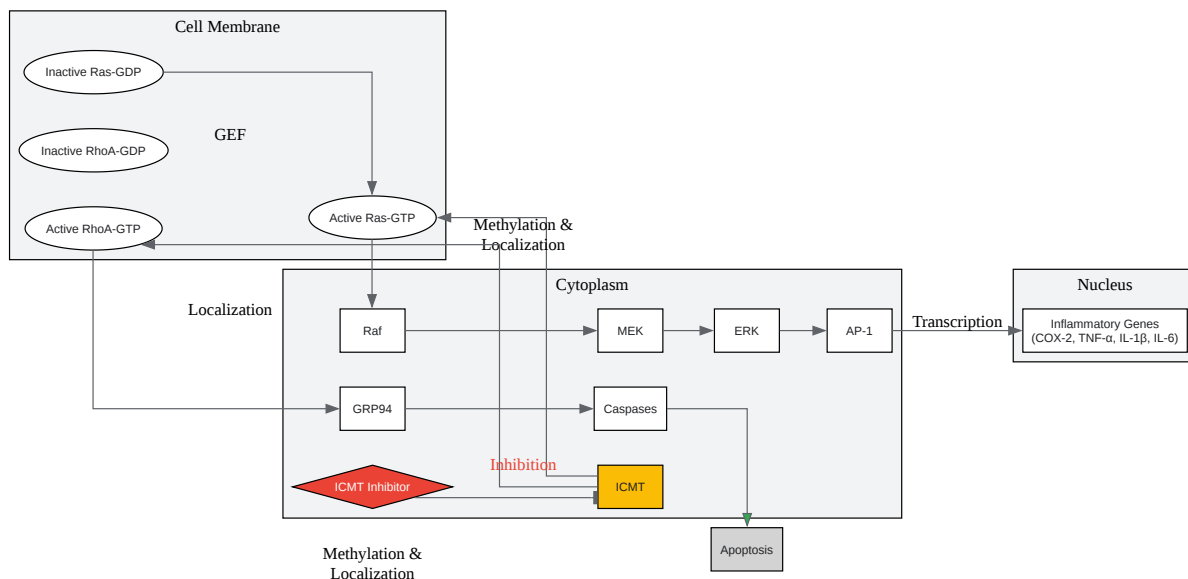 Cell Membrane
Inactive Ras-GDP
GEF
Inactive RhoA-GDP
Active RhoA-GTP
Active Ras-GTP
Methylation &
Localization
Localization
Cytoplasm
Nucleus
Raf
MEK
ERK
AP-1
Transcription
Inflammatory Genes
(COX-2, TNF-α, IL-1β, IL-6)
GRP94
Caspases
Inhibition
ICMT Inhibitor
ICMT
Apoptosis
Methylation &
Localization